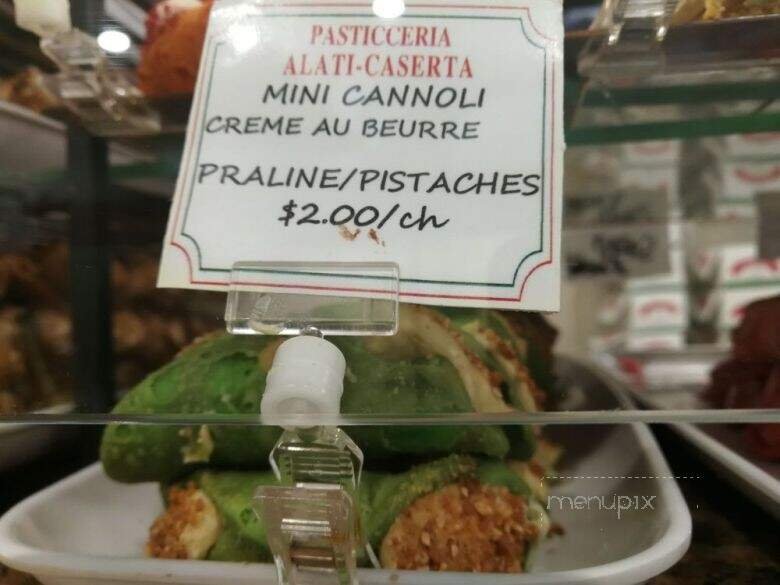 PASTICCERIA
ALATI-CASERTA
MINI CANNOLI
CREME AU BEURRE
PRALINE/PISTACHES
$2.00/ch
menupix